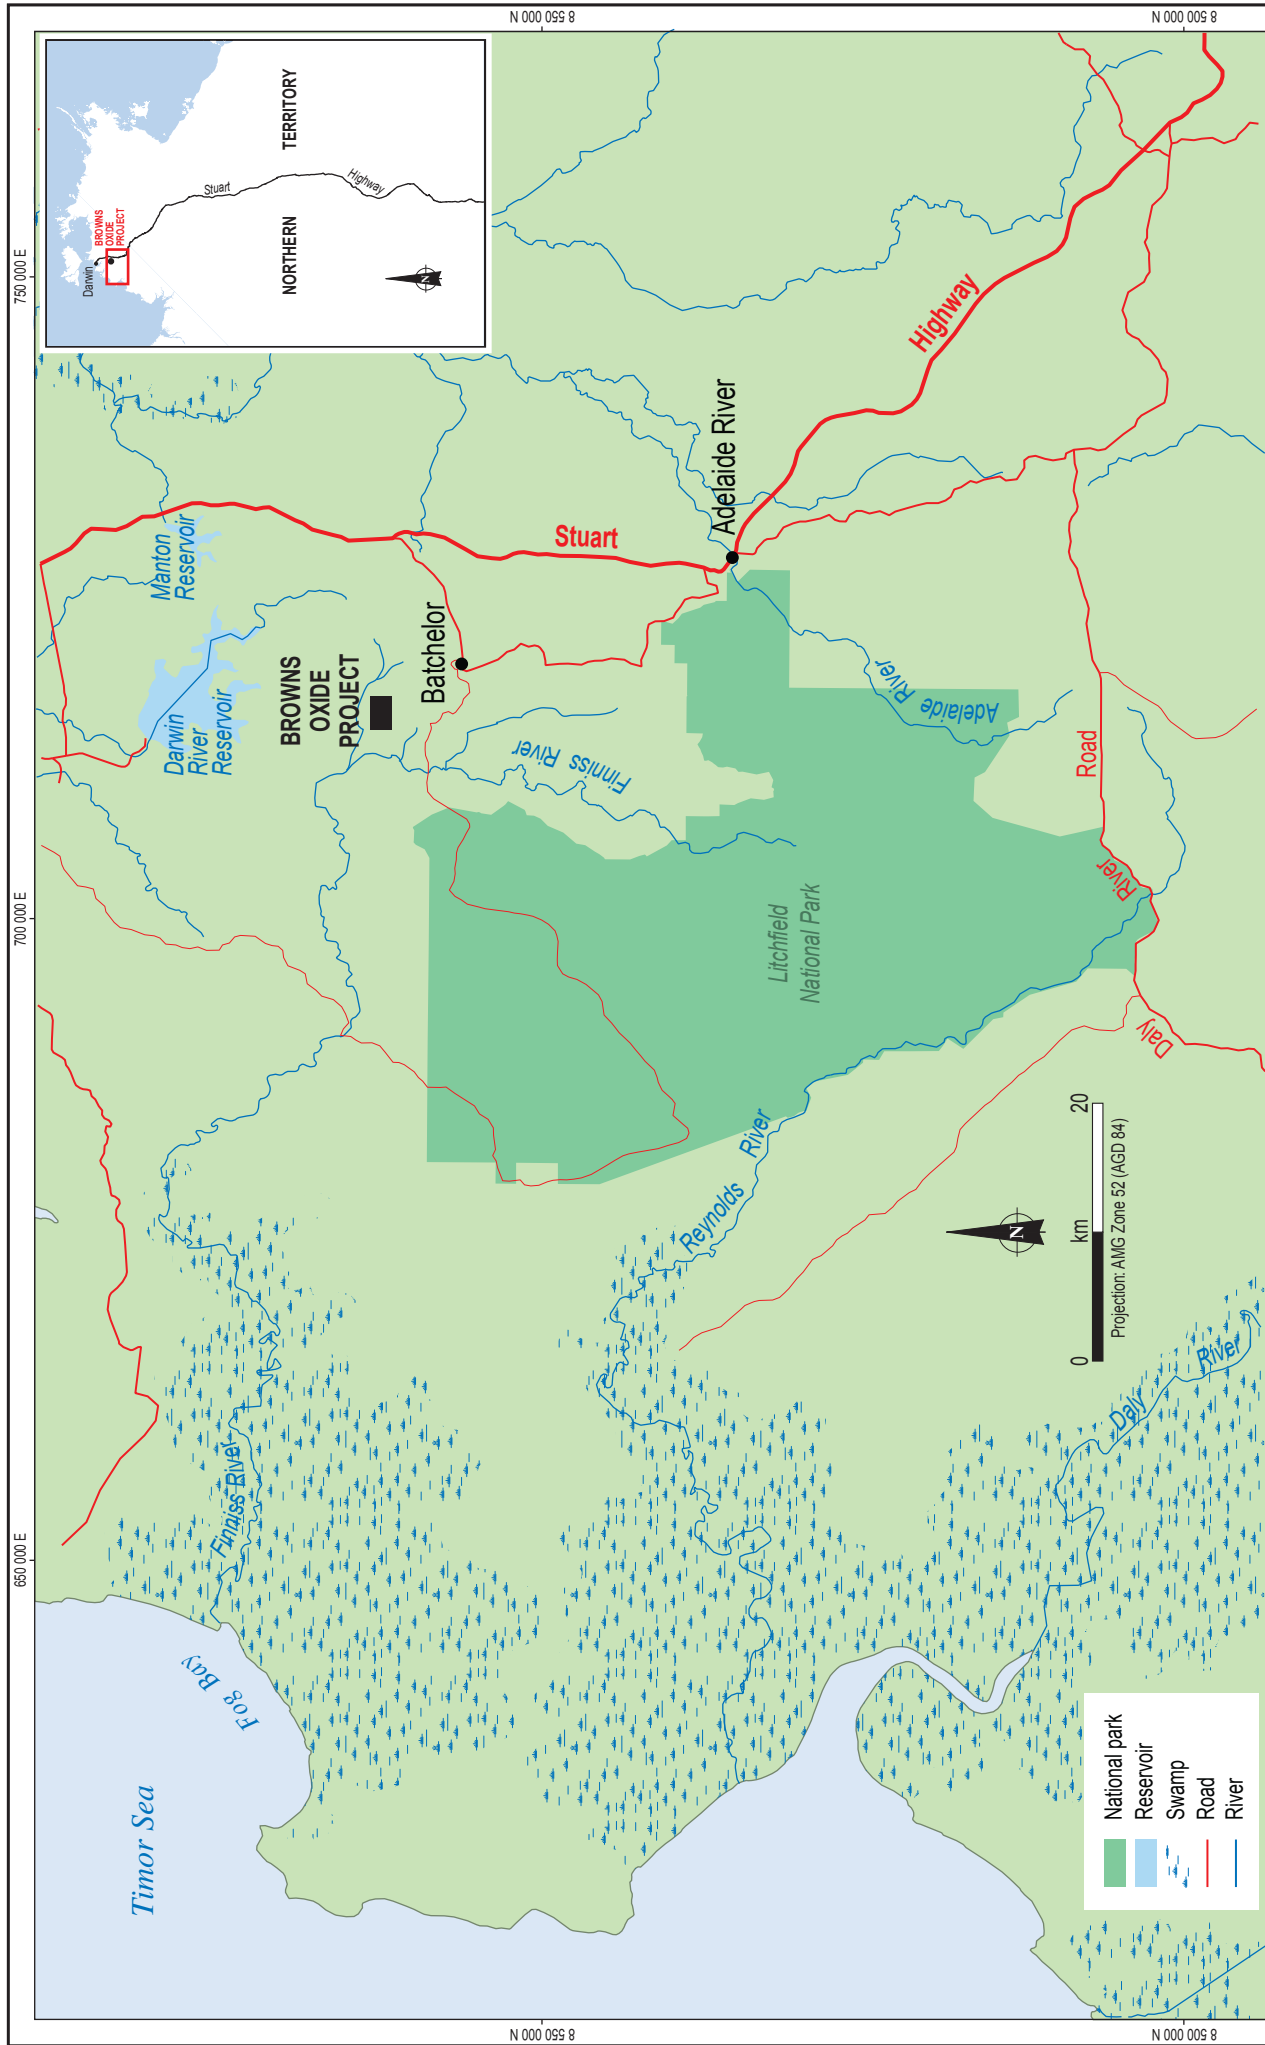 650 000 E
700 000 E
750 000 E
8 550 000 N
8 500 000 N
8 550 000 N
8 500 000 N
Timor Sea
Fog Bay
Finniss River
Darwin
River
Reservoir
Manton
Reservoir
BROWNS
OXIDE
PROJECT
Batchelor
Finniss River
Stuart
Adelaide River
Highway
Adelaide River
Litchfield
National Park
Reynolds
River
Daly
River
Road
Daly
River
0
km
20
Projection: AMG Zone 52 (AGD 84)
N
National park
Reservoir
Swamp
Road
River
Darwin
BROWNS
OXIDE
PROJECT
Stuart
Highway
NORTHERN
TERRITORY
N